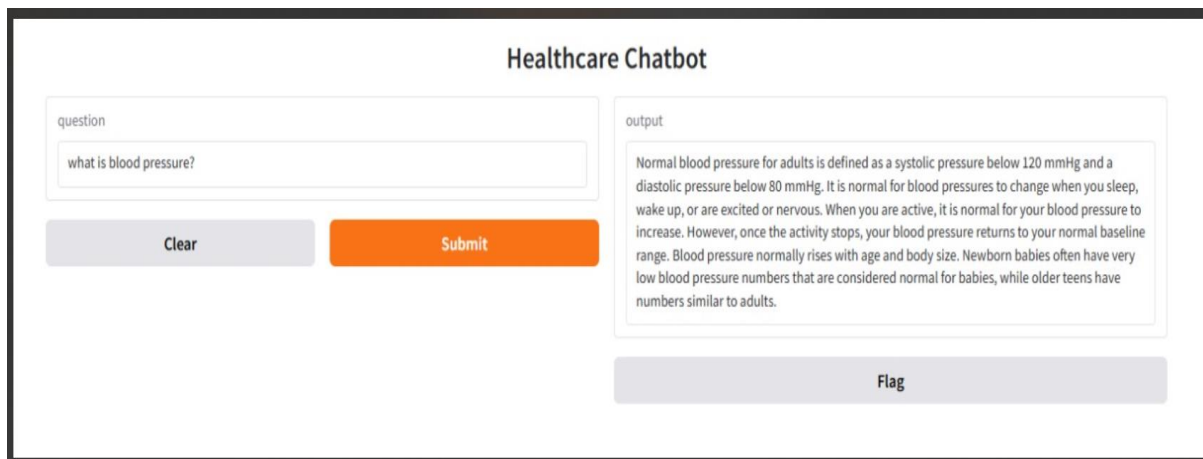 Healthcare Chatbot
question
what is blood pressure?
Clear
Submit
output
Normal blood pressure for adults is defined as a systolic pressure below 120 mmHg and a
diastolic pressure below 80 mmHg. It is normal for blood pressures to change when you sleep,
wake up, or are excited or nervous. When you are active, it is normal for your blood pressure to
increase. However, once the activity stops, your blood pressure returns to your normal baseline
range. Blood pressure normally rises with age and body size. Newborn babies often have very
low blood pressure numbers that are considered normal for babies, while older teens have
numbers similar to adults.
Flag